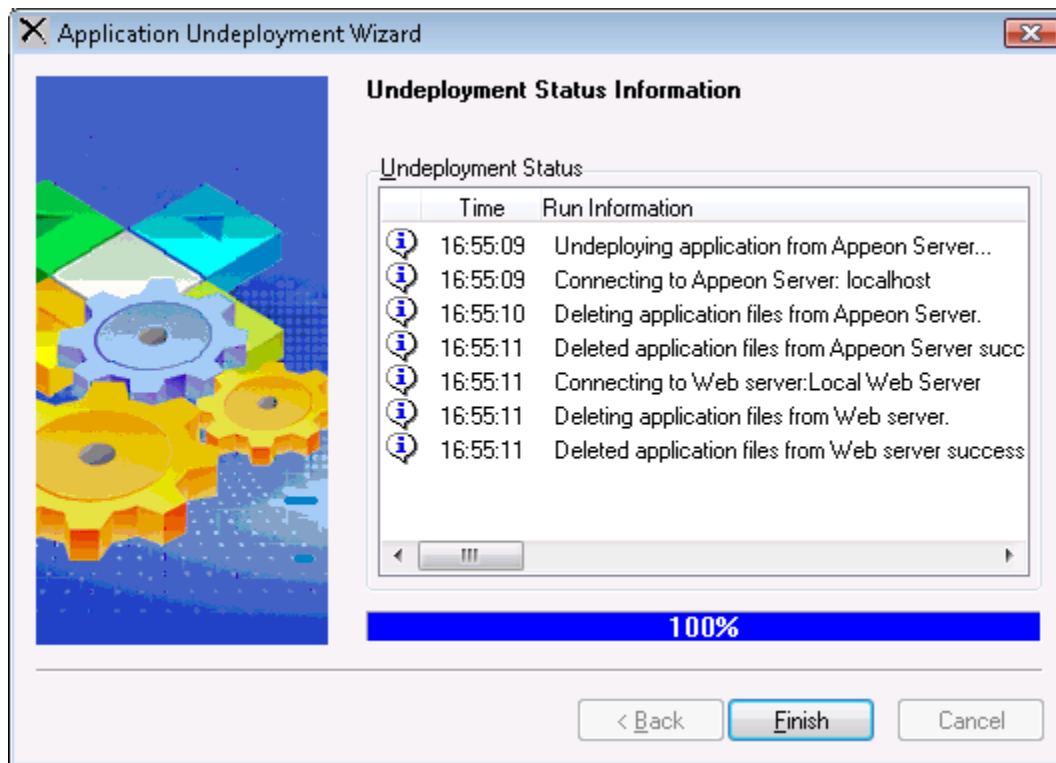 Application Undeployment Wizard
Undeployment Status Information
Undeployment Status
Time Run Information
16:55:09 Undeploying application from Appeon Server...
16:55:09 Connecting to Appeon Server: localhost
16:55:10 Deleting application files from Appeon Server.
16:55:11 Deleted application files from Appeon Server succ
16:55:11 Connecting to Web server:Local Web Server
16:55:11 Deleting application files from Web server.
16:55:11 Deleted application files from Web server success
100%
< Back Finish Cancel